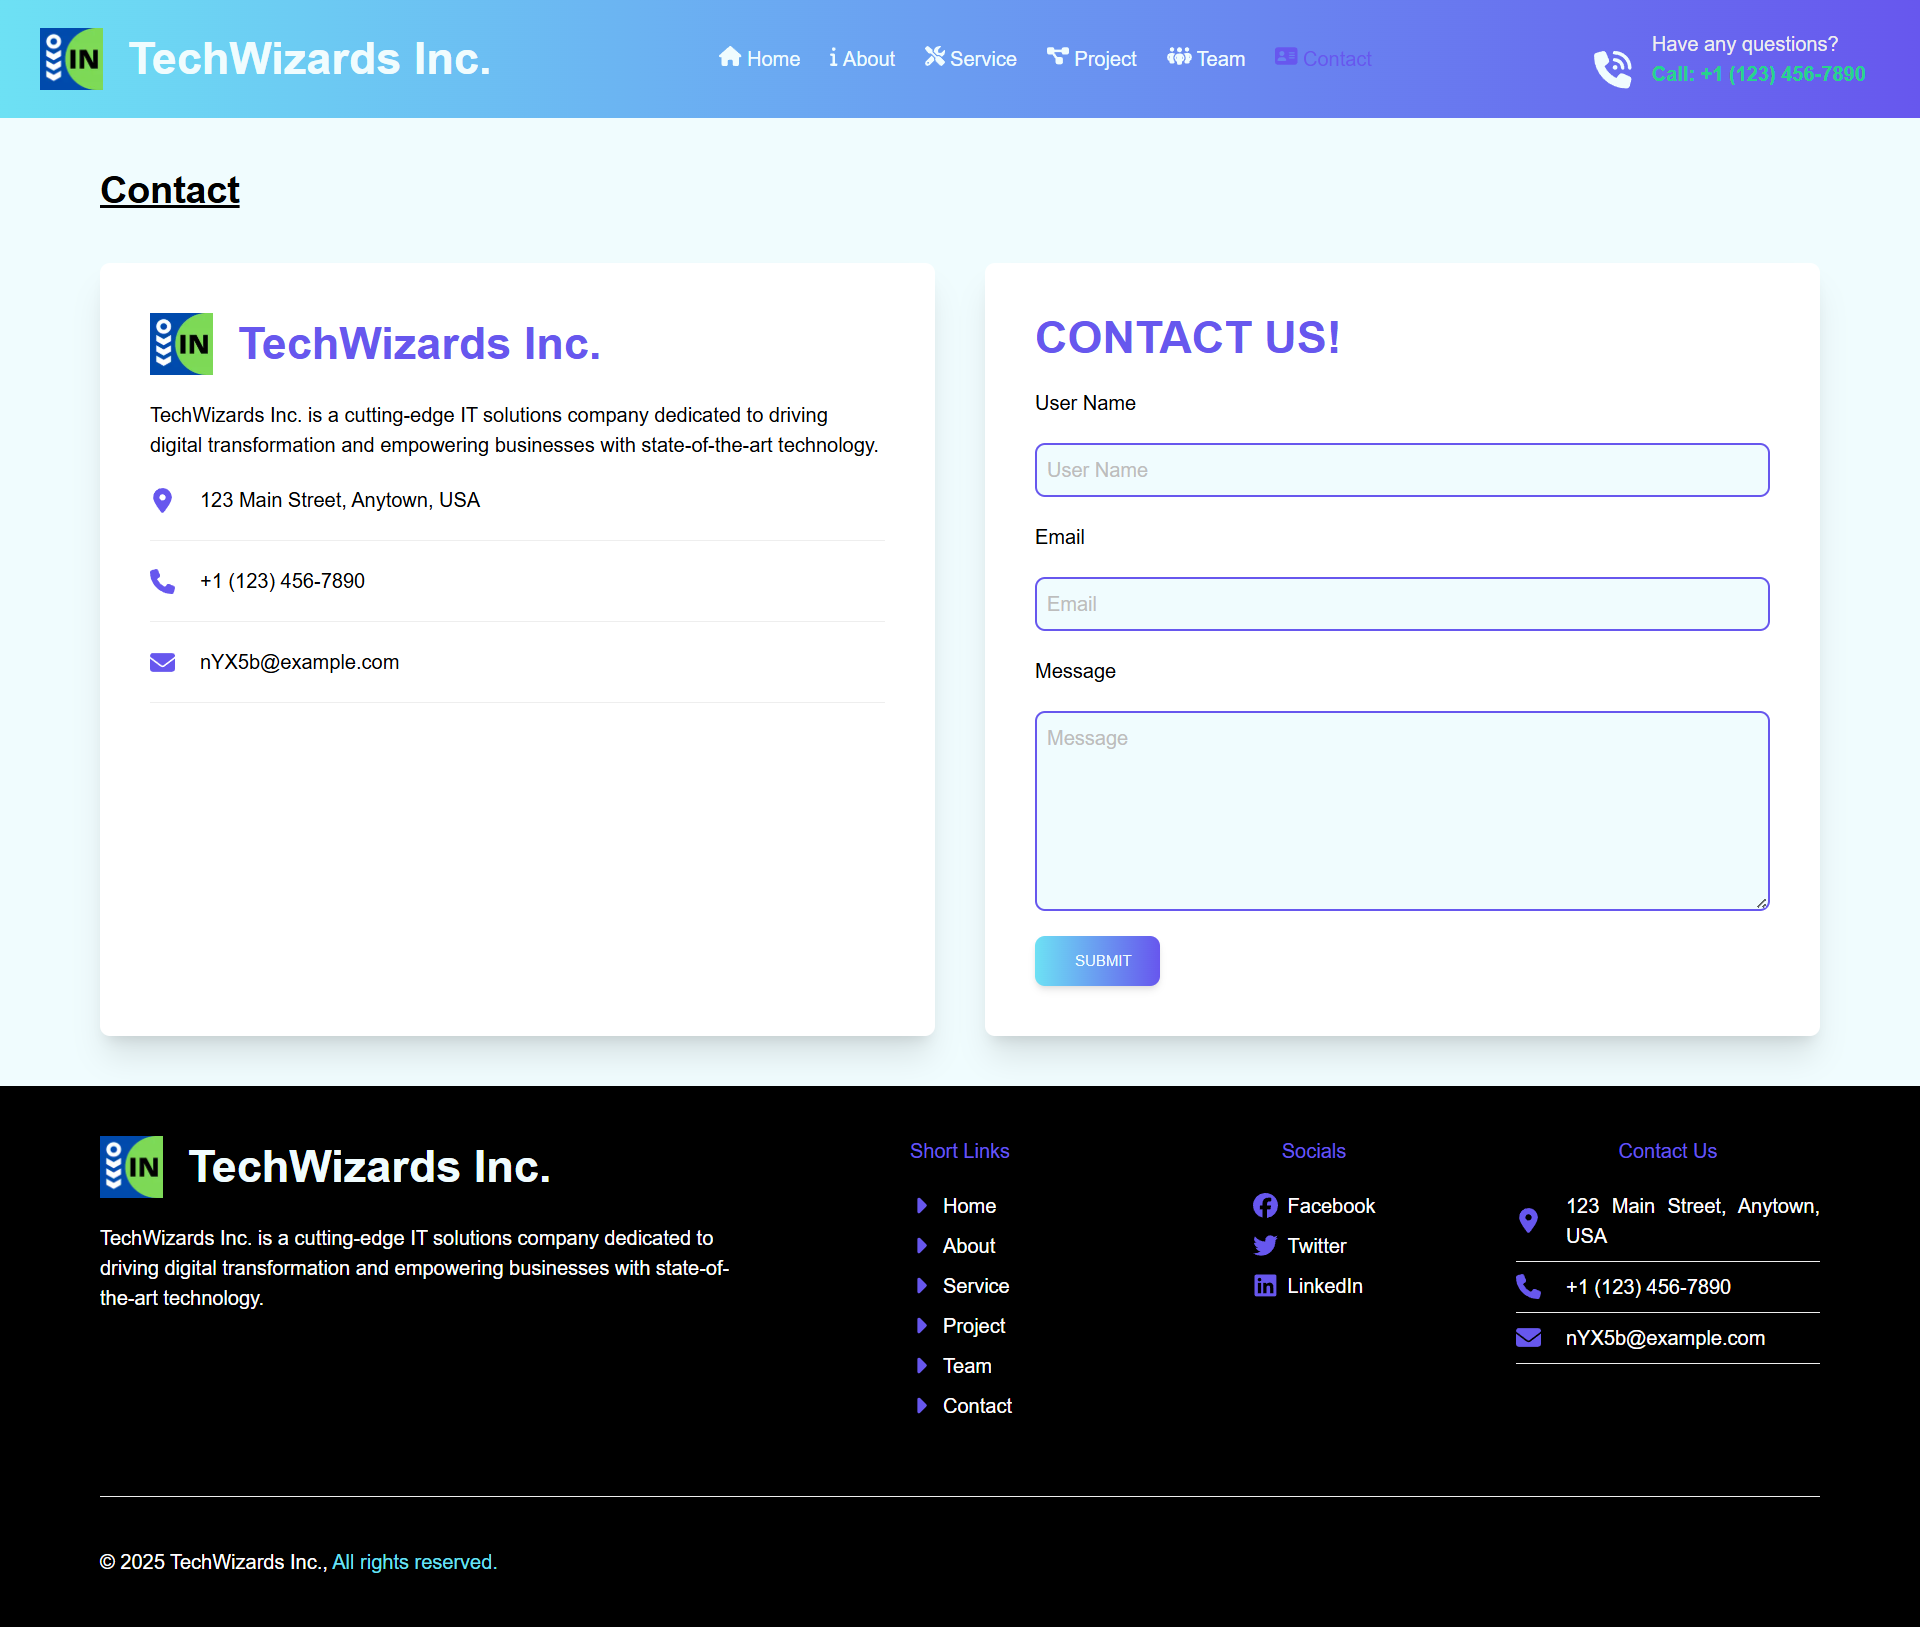 IN
TechWizards Inc.
Home
About
Service
Project
Team
Contact
Have any questions?
Call: +1 (123) 456-7890
Contact
IN
TechWizards Inc.
TechWizards Inc. is a cutting-edge IT solutions company dedicated to driving
digital transformation and empowering businesses with state-of-the-art technology.
123 Main Street, Anytown, USA
+1 (123) 456-7890
nYX5b@example.com
CONTACT US!
User Name
User Name
Email
Email
Message
Message
SUBMIT
IN
TechWizards Inc.
TechWizards Inc. is a cutting-edge IT solutions company dedicated to
driving digital transformation and empowering businesses with state-of-
the-art technology.
Short Links
Home
About
Service
Project
Team
Contact
Socials
Facebook
Twitter
LinkedIn
Contact Us
123 Main Street, Anytown,
USA
+1 (123) 456-7890
nYX5b@example.com
© 2025 TechWizards Inc., All rights reserved.